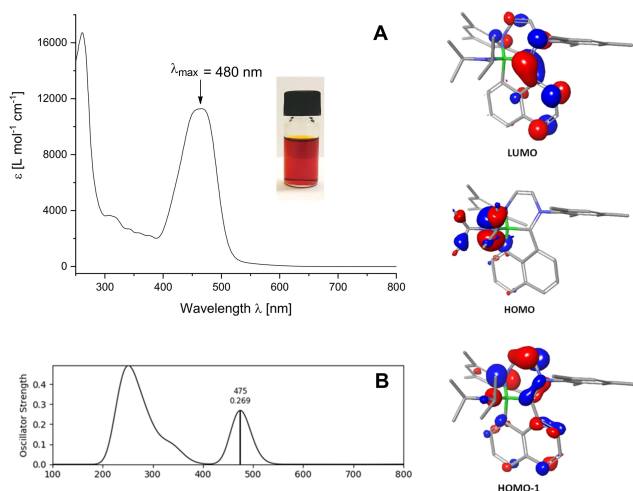 A
λmax = 480 nm
16000
12000
8000
4000
0
ε [L mol-1 cm-1]
300
400
500
600
700
800
Wavelength λ [nm]
LUMO
HOMO
B
475
0.269
0.4
0.3
0.2
0.1
0.0
Oscillator Strength
100
200
300
400
500
600
700
800
HOMO-1